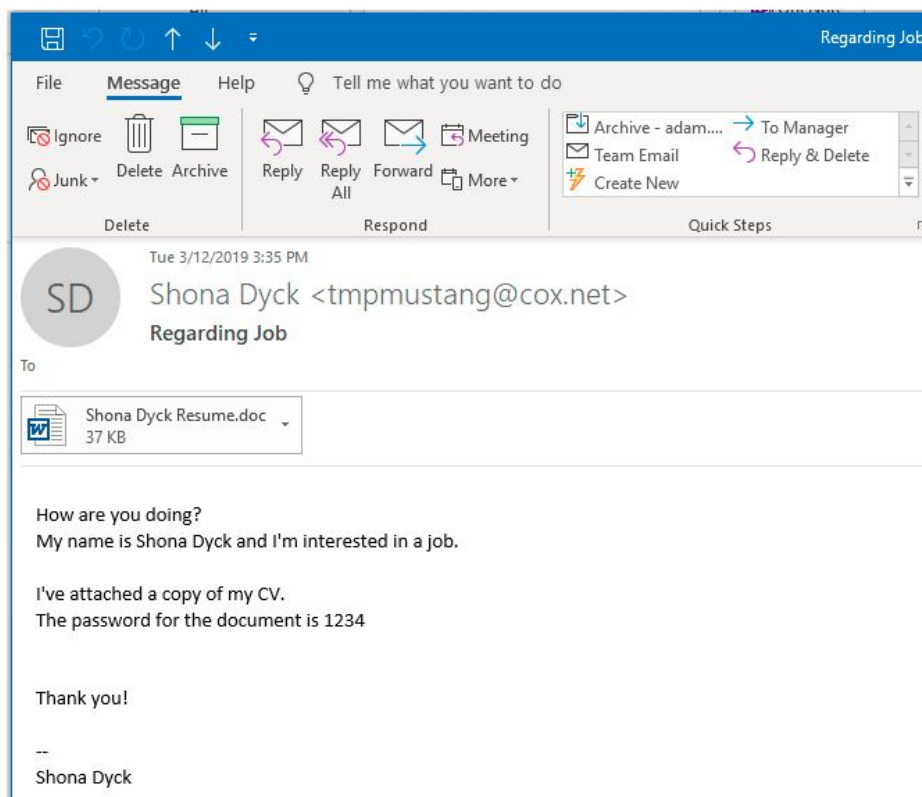 Regarding Job
File Message Help Tell me what you want to do
Ignore
Junk
Delete Archive
Reply Reply All Forward
Meeting
More
Archive - adam.... To Manager
Team Email Reply & Delete
Create New
Delete Respond Quick Steps
Tue 3/12/2019 3:35 PM
SD
Shona Dyck <tmpmustang@cox.net>
Regarding Job
To
Shona Dyck Resume.doc
37 KB
How are you doing?
My name is Shona Dyck and I'm interested in a job.
I've attached a copy of my CV.
The password for the document is 1234
Thank you!
--
Shona Dyck